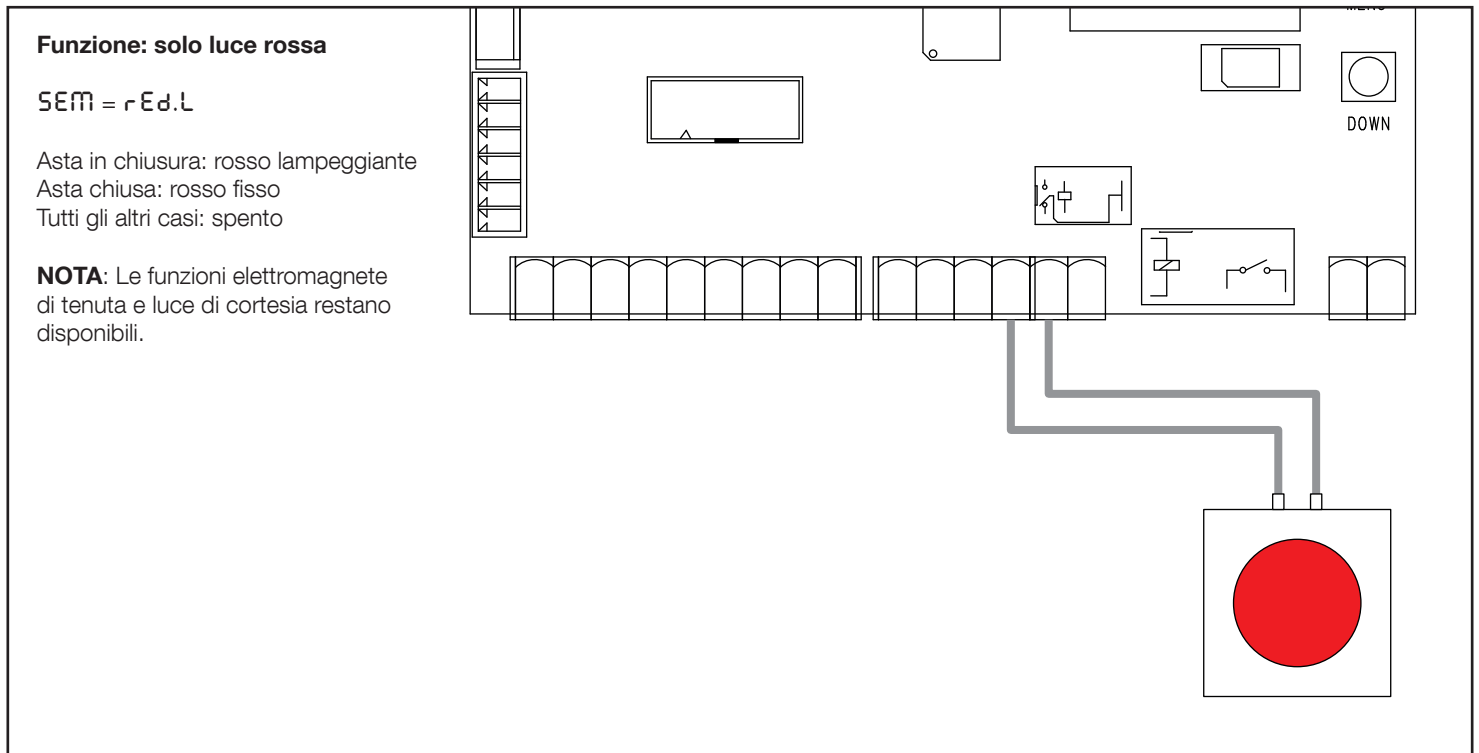 Funzione: solo luce rossa
SEM = rEd.L
Asta in chiusura: rosso lampeggiante
Asta chiusa: rosso fisso
Tutti gli altri casi: spento
NOTA: Le funzioni elettromagnete
di tenuta e luce di cortesia restano
disponibili.
DOWN